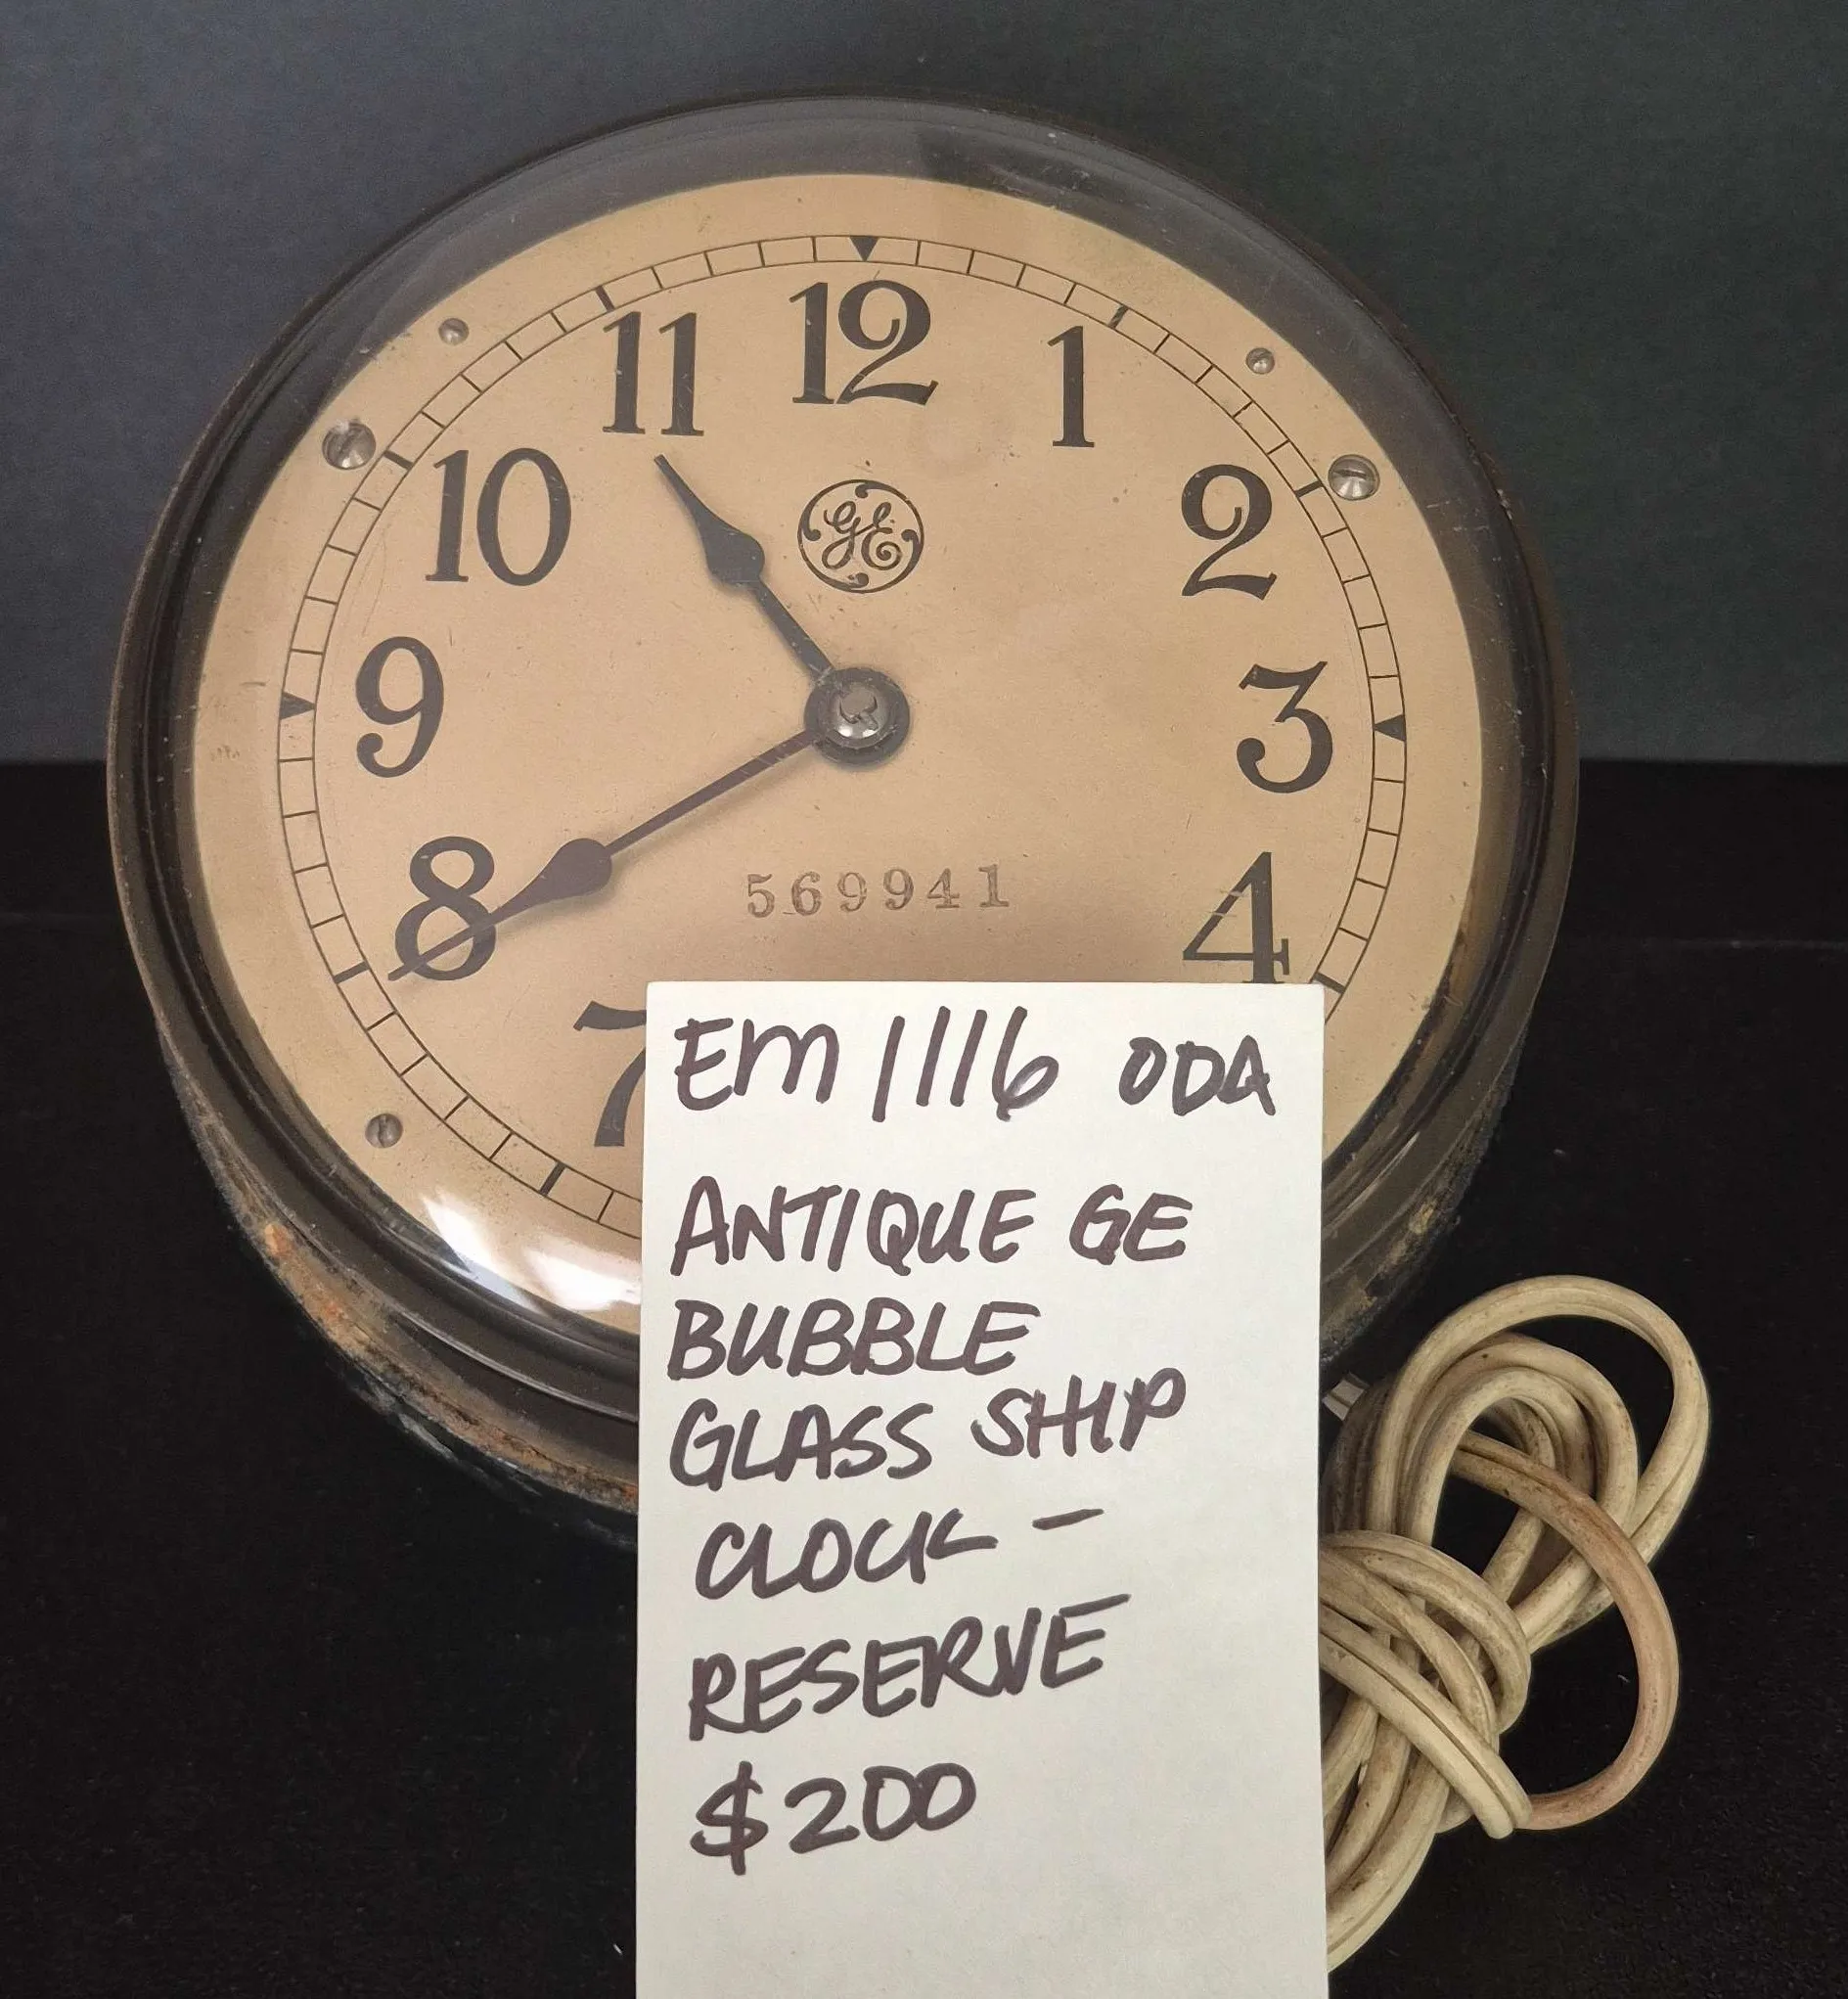 12
11
1
10
GE
2
9
3
8
569941
4
7
EM 1116 ODA
ANTIQUE GE
BUBBLE
GLASS SHIP
CLOCK -
RESERVE
$200